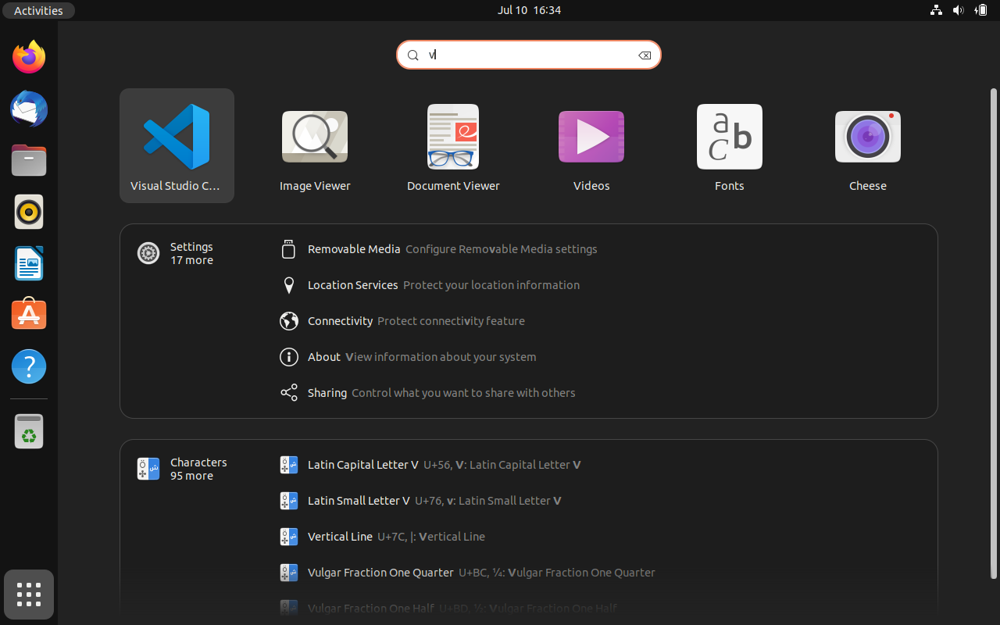 Activities
Jul 10 16:34
v
Visual Studio C...
Image Viewer
Document Viewer
Videos
Fonts
Cheese
Settings
17 more
Removable Media Configure Removable Media settings
Location Services Protect your location information
Connectivity Protect connectivity feature
About View information about your system
Sharing Control what you want to share with others
Characters
95 more
Latin Capital Letter V U+56, V: Latin Capital Letter V
Latin Small Letter V U+76, v: Latin Small Letter V
Vertical Line U+7C, |: Vertical Line
Vulgar Fraction One Quarter U+BC, ¼: Vulgar Fraction One Quarter
Vulgar Fraction One Half U+BD, ½: Vulgar Fraction One Half